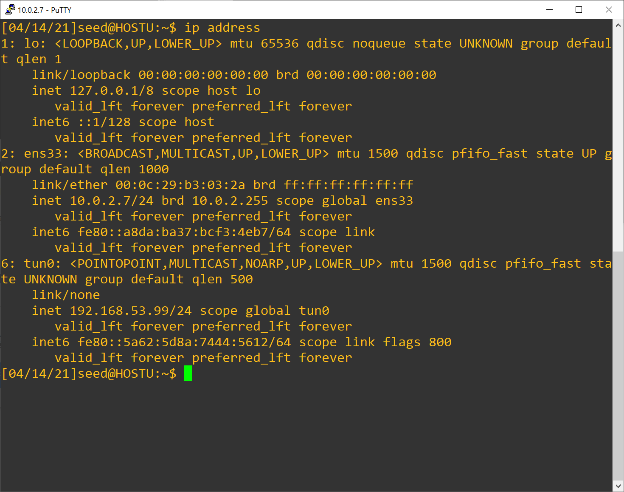 10.0.2.7 - PuTTY
[04/14/21]seed@HOSTU:~$ ip address
1: lo: <LOOPBACK,UP,LOWER_UP> mtu 65536 qdisc noqueue state UNKNOWN group defaul
t qlen 1
    link/loopback 00:00:00:00:00:00 brd 00:00:00:00:00:00
    inet 127.0.0.1/8 scope host lo
       valid_lft forever preferred_lft forever
    inet6 ::1/128 scope host
       valid_lft forever preferred_lft forever
2: ens33: <BROADCAST,MULTICAST,UP,LOWER_UP> mtu 1500 qdisc pfifo_fast state UP g
roup default qlen 1000
    link/ether 00:0c:29:b3:03:2a brd ff:ff:ff:ff:ff:ff
    inet 10.0.2.7/24 brd 10.0.2.255 scope global ens33
       valid_lft forever preferred_lft forever
    inet6 fe80::a8da:ba37:bcf3:4eb7/64 scope link
       valid_lft forever preferred_lft forever
6: tun0: <POINTOPOINT,MULTICAST,NOARP,UP,LOWER_UP> mtu 1500 qdisc pfifo_fast sta
te UNKNOWN group default qlen 500
    link/none
    inet 192.168.53.99/24 scope global tun0
       valid_lft forever preferred_lft forever
    inet6 fe80::5a62:5d8a:7444:5612/64 scope link flags 800
       valid_lft forever preferred_lft forever
[04/14/21]seed@HOSTU:~$